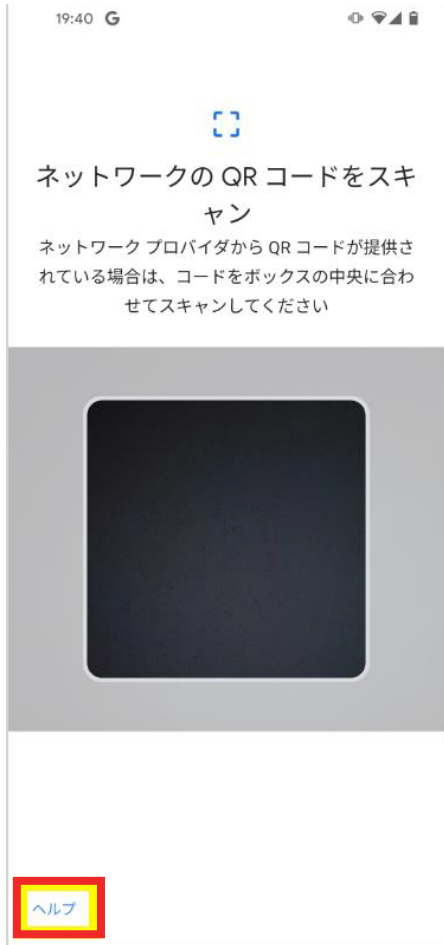 19:40 G
ネットワークの QR コードをスキ
ャン
ネットワーク プロバイダから QR コードが提供さ
れている場合は、コードをボックスの中央に合わ
せてスキャンしてください
ヘルプ